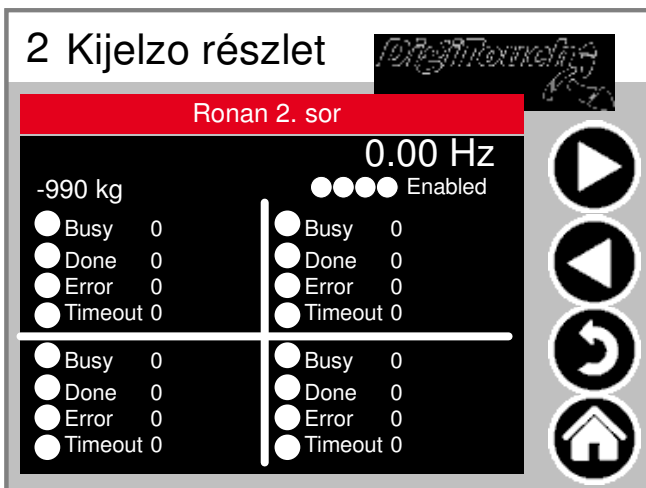 2 Kijelzo részlet
DigiTouch
Ronan 2. sor
0.00 Hz
-990 kg
Enabled
Busy 0
Done 0
Error 0
Timeout 0
Busy 0
Done 0
Error 0
Timeout 0
Busy 0
Done 0
Error 0
Timeout 0
Busy 0
Done 0
Error 0
Timeout 0